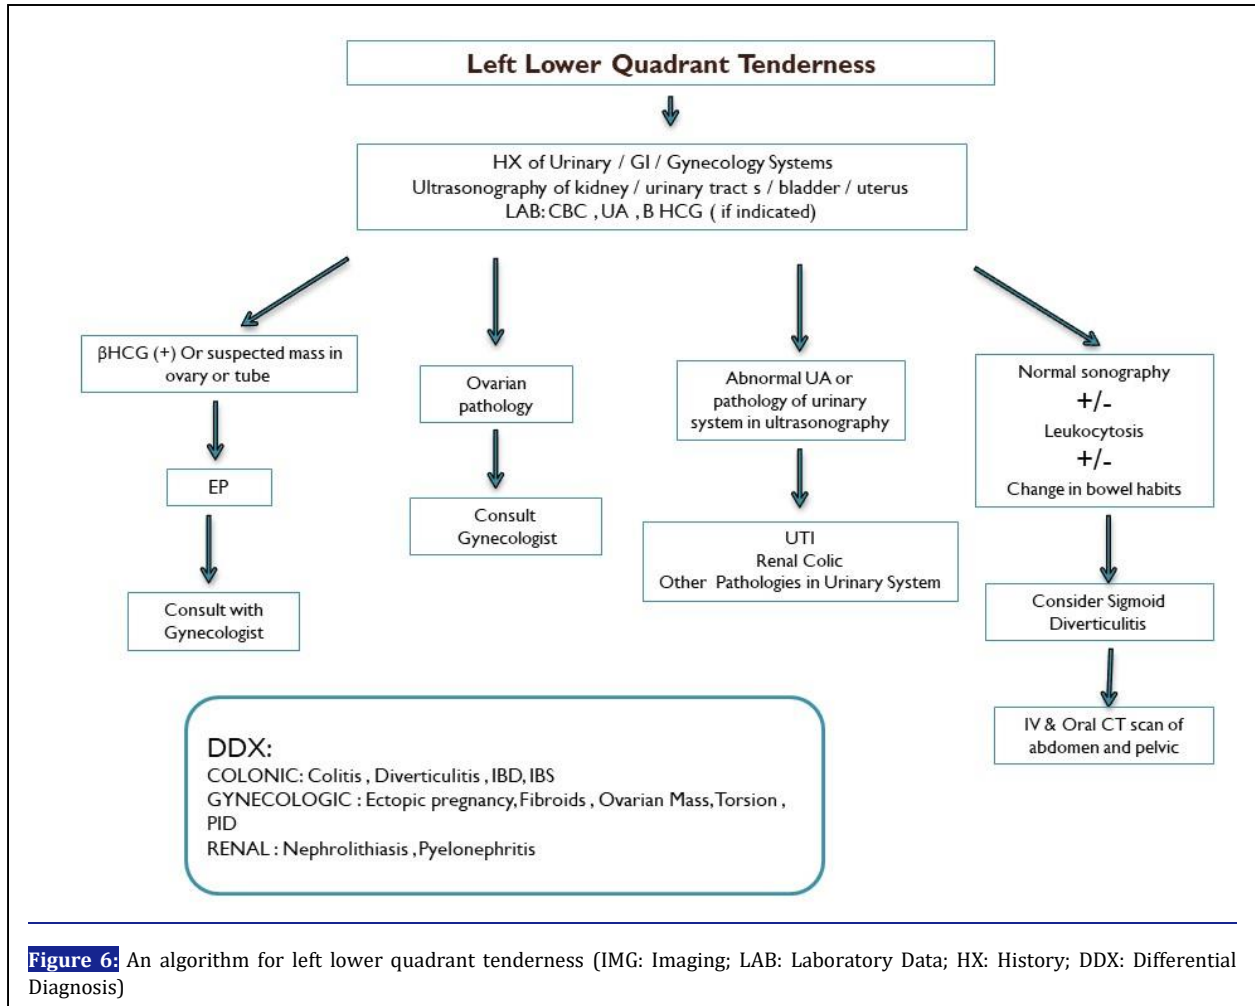 Left Lower Quadrant Tenderness
HX of Urinary / GI / Gynecology Systems
Ultrasonography of kidney / urinary tract s / bladder / uterus
LAB: CBC , UA , B HCG ( if indicated)
βHCG (+) Or suspected mass in
ovary or tube
EP
Consult with
Gynecologist
Ovarian
pathology
Consult
Gynecologist
Abnormal UA or
pathology of urinary
system in ultrasonography
UTI
Renal Colic
Other Pathologies in Urinary System
Normal sonography
+/-
Leukocytosis
+/-
Change in bowel habits
Consider Sigmoid
Diverticulitis
IV & Oral CT scan of
abdomen and pelvic
DDX:
COLONIC: Colitis , Diverticulitis , IBD, IBS
GYNECOLOGIC : Ectopic pregnancy, Fibroids , Ovarian Mass, Torsion ,
PID
RENAL : Nephrolithiasis , Pyelonephritis
Figure 6: An algorithm for left lower quadrant tenderness (IMG: Imaging; LAB: Laboratory Data; HX: History; DDX: Differential
Diagnosis)